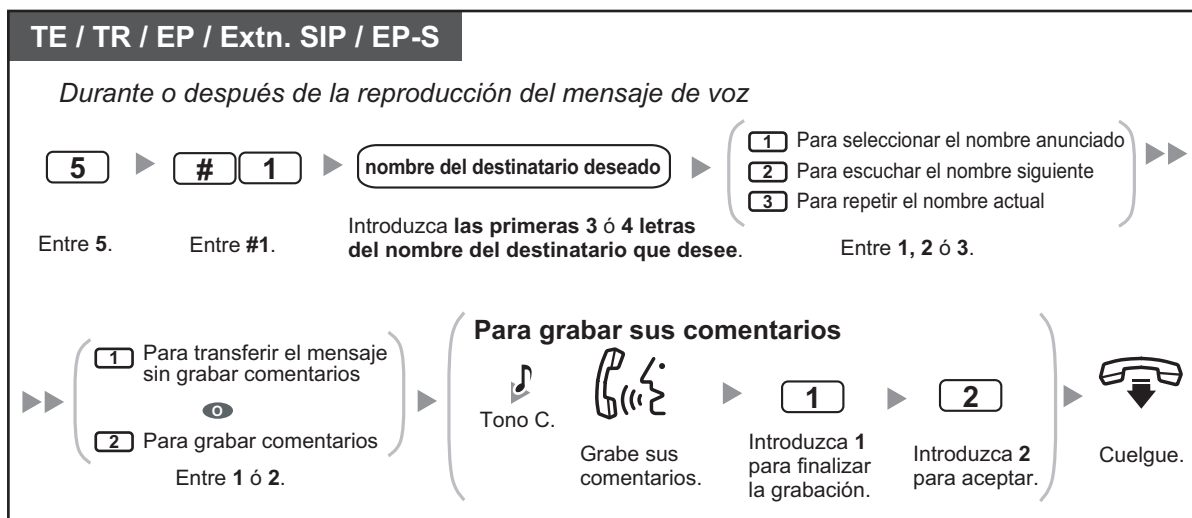 TE / TR / EP / Extn. SIP / EP-S
Durante o después de la reproducción del mensaje de voz
5
# 1
nombre del destinatario deseado
1 Para seleccionar el nombre anunciado
2 Para escuchar el nombre siguiente
3 Para repetir el nombre actual
Entre 5.
Entre #1.
Introduzca las primeras 3 ó 4 letras
del nombre del destinatario que desee.
Entre 1, 2 ó 3.
1 Para transferir el mensaje
sin grabar comentarios
O
2 Para grabar comentarios
Entre 1 ó 2.
Para grabar sus comentarios
Tono C.
Grabe sus
comentarios.
1
Introduzca 1
para finalizar
la grabación.
2
Introduzca 2
para aceptar.
Cuelgue.